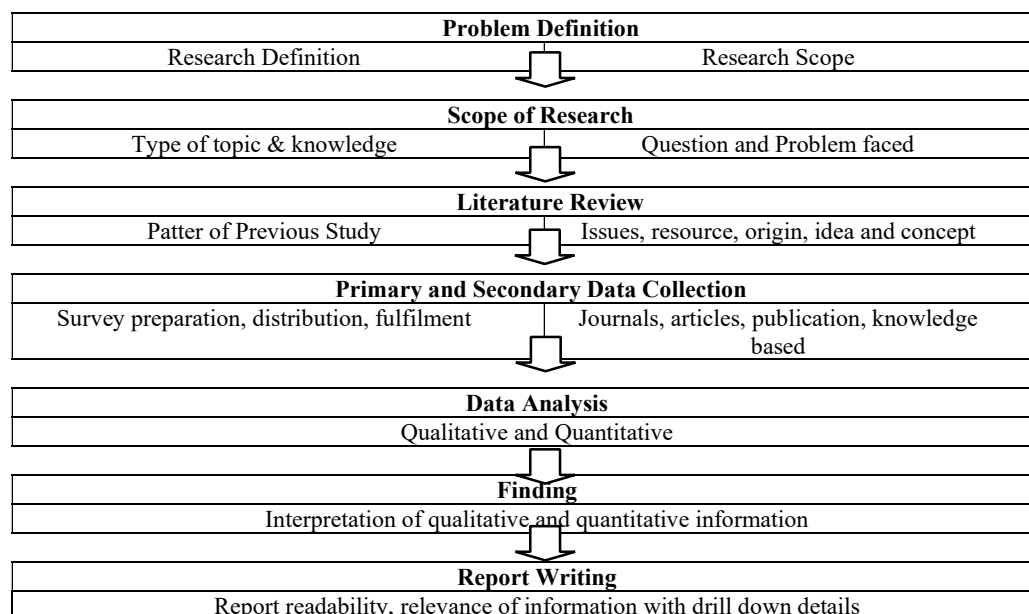 Problem Definition
Research Definition Research Scope
Scope of Research
Type of topic & knowledge Question and Problem faced
Literature Review
Patter of Previous Study Issues, resource, origin, idea and concept
Primary and Secondary Data Collection
Survey preparation, distribution, fulfilment Journals, articles, publication, knowledge
based
Data Analysis
Qualitative and Quantitative
Finding
Interpretation of qualitative and quantitative information
Report Writing
Report readability, relevance of information with drill down details